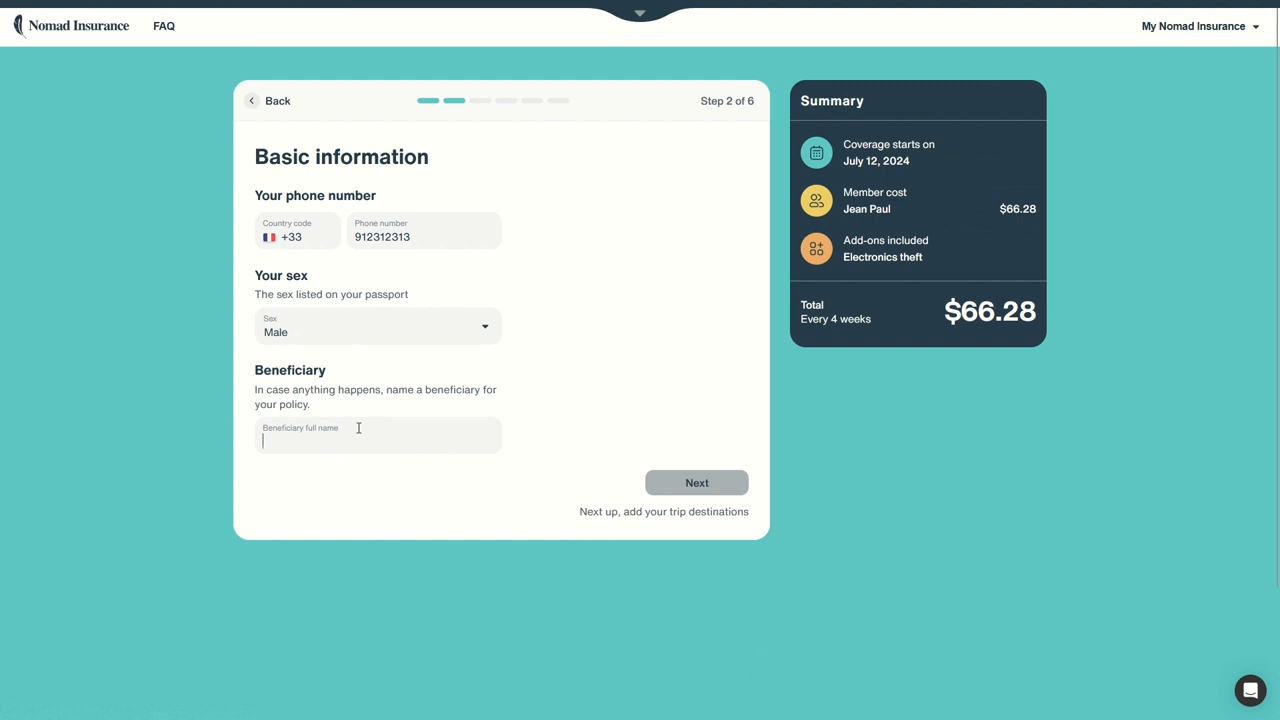 Nomad Insurance
FAQ
My Nomad Insurance
Back
Step 2 of 6
Basic information
Your phone number
Country code
+33
Phone number
912312313
Your sex
The sex listed on your passport
Sex
Male
Beneficiary
In case anything happens, name a beneficiary for
your policy.
Beneficiary full name
Next
Next up, add your trip destinations
Summary
Coverage starts on
July 12, 2024
Member cost
Jean Paul
$66.28
Add-ons included
Electronics theft
Total
Every 4 weeks
$66.28